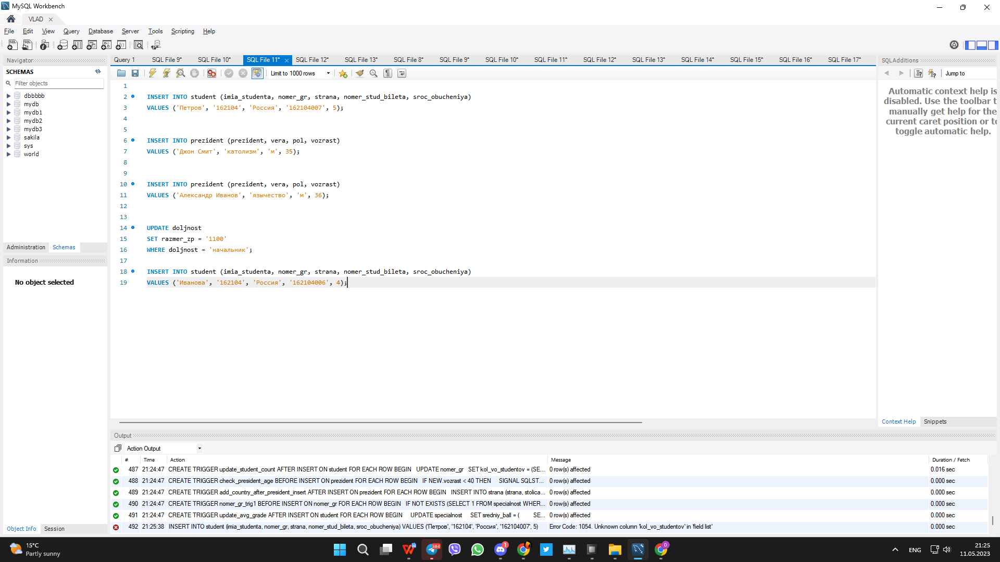 MySQL Workbench
VLAD
File Edit View Query Database Server Tools Scripting Help
Navigator
SCHEMAS
Filter objects
dbbbbb
mydb
mydb1
mydb2
mydb3
sakila
sys
world
Administration Schemas
Information
No object selected
Object Info Session
Query 1 SQL File 9* SQL File 10* SQL File 11* SQL File 12* SQL File 13* SQL File 8* SQL File 9* SQL File 10* SQL File 11* SQL File 12* SQL File 13* SQL File 14* SQL File 15* SQL File 16* SQL File 17*
Limit to 1000 rows
1
2 INSERT INTO student (imia_studenta, nomer_gr, strana, nomer_stud_bileta, sroc_obucheniya)
3 VALUES ('Петров', '162104', 'Россия', '162104007', 5);
4
5
6 INSERT INTO prezident (prezident, vera, pol, vozrast)
7 VALUES ('Джон Смит', 'католизм', 'м', 35);
8
9
10 INSERT INTO prezident (prezident, vera, pol, vozrast)
11 VALUES ('Александр Иванов', 'язычество', 'м', 36);
12
13
14 UPDATE doljnost
15 SET razmer_zp = '1100'
16 WHERE doljnost = 'начальник';
17
18 INSERT INTO student (imia_studenta, nomer_gr, strana, nomer_stud_bileta, sroc_obucheniya)
19 VALUES ('Иванова', '162104', 'Россия', '162104006', 4);
SQLAdditions
Jump to
Automatic context help is
disabled. Use the toolbar t
manually get help for the
current caret position or to
toggle automatic help.
Context Help Snippets
Output
Action Output
# Time Action Message Duration / Fetch
487 21:24:47 CREATE TRIGGER update_student_count AFTER INSERT ON student FOR EACH ROW BEGIN UPDATE nomer_gr SET kol_vo_studentov = (SE... 0 row(s) affected 0.016 sec
488 21:24:47 CREATE TRIGGER check_president_age BEFORE INSERT ON prezident FOR EACH ROW BEGIN IF NEW.vozrast < 40 THEN SIGNAL SQLST... 0 row(s) affected 0.000 sec
489 21:24:47 CREATE TRIGGER add_country_after_president_insert AFTER INSERT ON prezident FOR EACH ROW BEGIN INSERT INTO strana (strana, stolica... 0 row(s) affected 0.000 sec
490 21:24:47 CREATE TRIGGER nomer_gr_trig1 BEFORE INSERT ON nomer_gr FOR EACH ROW BEGIN IF NOT EXISTS (SELECT 1 FROM specialnost WHER... 0 row(s) affected 0.000 sec
491 21:24:47 CREATE TRIGGER update_avg_grade AFTER INSERT ON student FOR EACH ROW BEGIN UPDATE specialnost SET sredniy_ball = ( SE... 0 row(s) affected 0.000 sec
492 21:25:38 INSERT INTO student (imia_studenta, nomer_gr, strana, nomer_stud_bileta, sroc_obucheniya) VALUES ('Петров', '162104', 'Россия', '162104007', 5) Error Code: 1054. Unknown column 'kol_vo_studentov' in 'field list' 0.000 sec
15°C
Partly sunny
384
1
D
ENG
21:25
11.05.2023